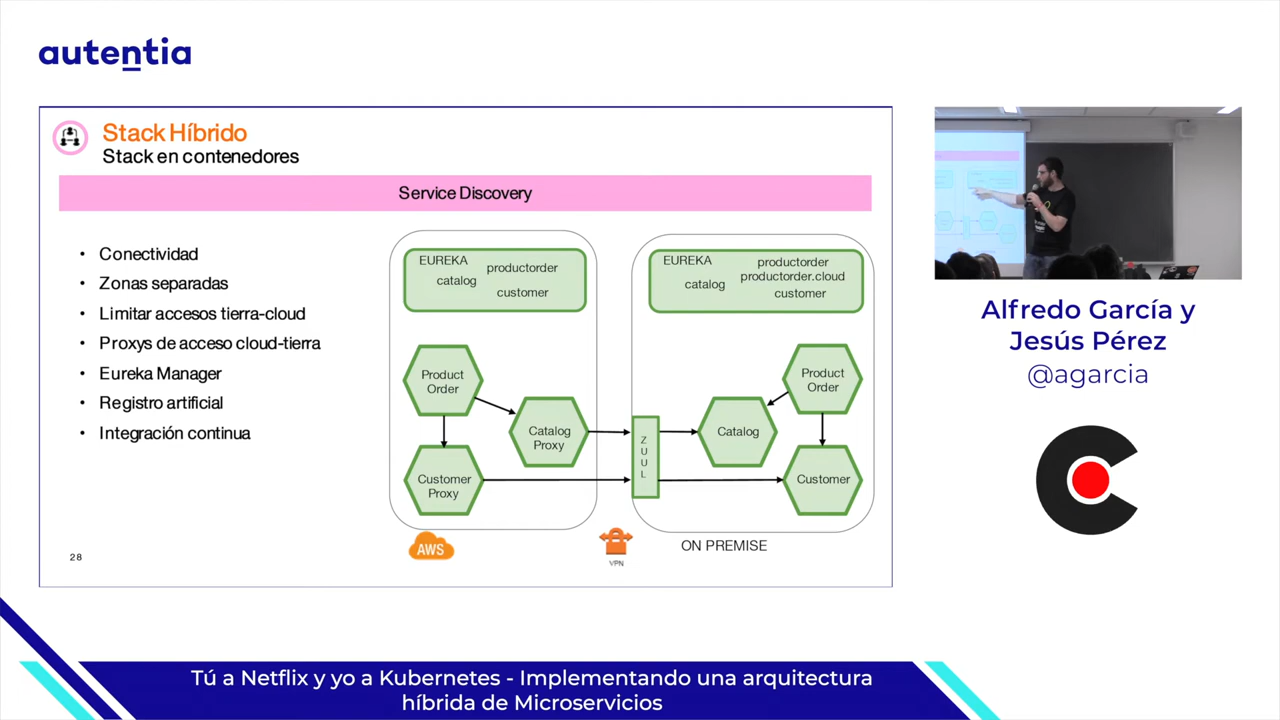 autentia
Stack Híbrido
Stack en contenedores
Service Discovery
• Conectividad
• Zonas separadas
• Limitar accesos tierra-cloud
• Proxys de acceso cloud-tierra
• Eureka Manager
• Registro artificial
• Integración continua
EUREKA
productorder
catalog
customer
EUREKA
productorder
productorder.cloud
catalog
customer
Product
Order
Catalog
Proxy
Customer
Proxy
Z
U
U
L
Product
Order
Catalog
Customer
AWS
VPN
ON PREMISE
28
Alfredo García y
Jesús Pérez
@agarcia
Tú a Netflix y yo a Kubernetes - Implementando una arquitectura
híbrida de Microservicios